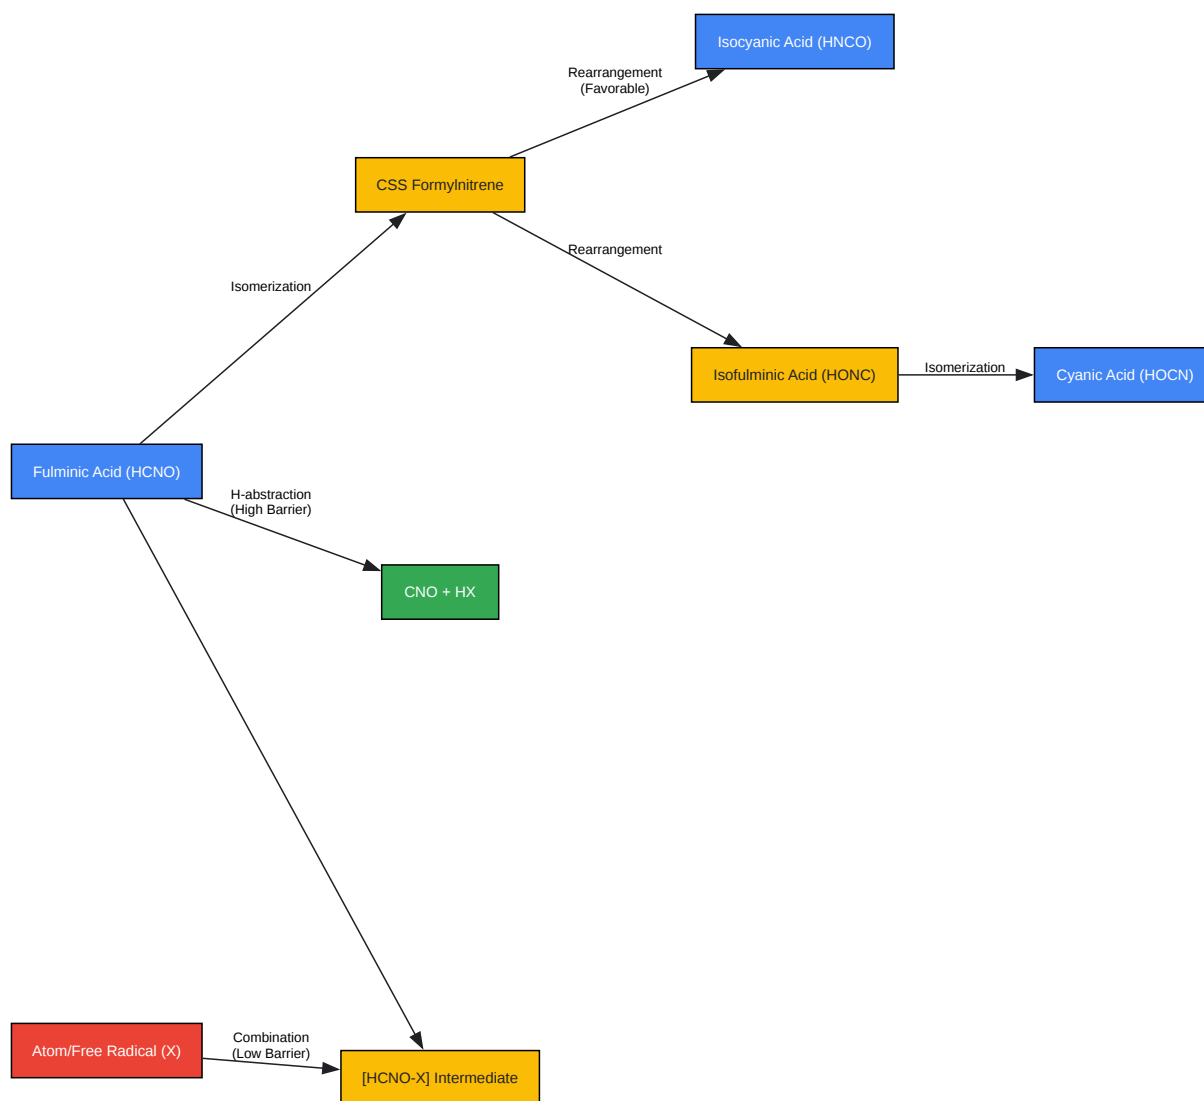 Isocyanic Acid (HNCO)
Rearrangement
(Favorable)
CSS Formylnitrene
Rearrangement
Isomerization
Isofulminic Acid (HONC)
Isomerization
Cyanic Acid (HOCN)
Fulminic Acid (HCNO)
H-abstraction
(High Barrier)
CNO + HX
Atom/Free Radical (X)
Combination
(Low Barrier)
[HCNO-X] Intermediate